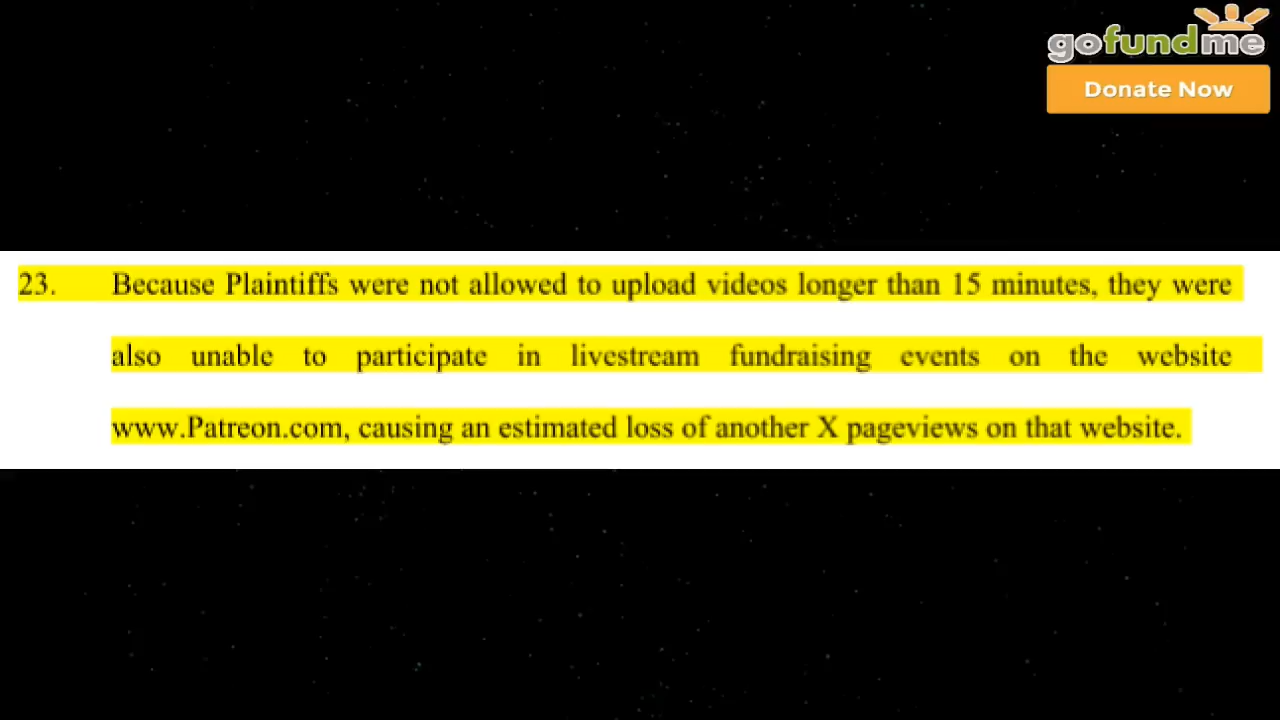 gofundme
Donate Now
23. Because Plaintiffs were not allowed to upload videos longer than 15 minutes, they were
also unable to participate in livestream fundraising events on the website
www.Patreon.com, causing an estimated loss of another X pageviews on that website.